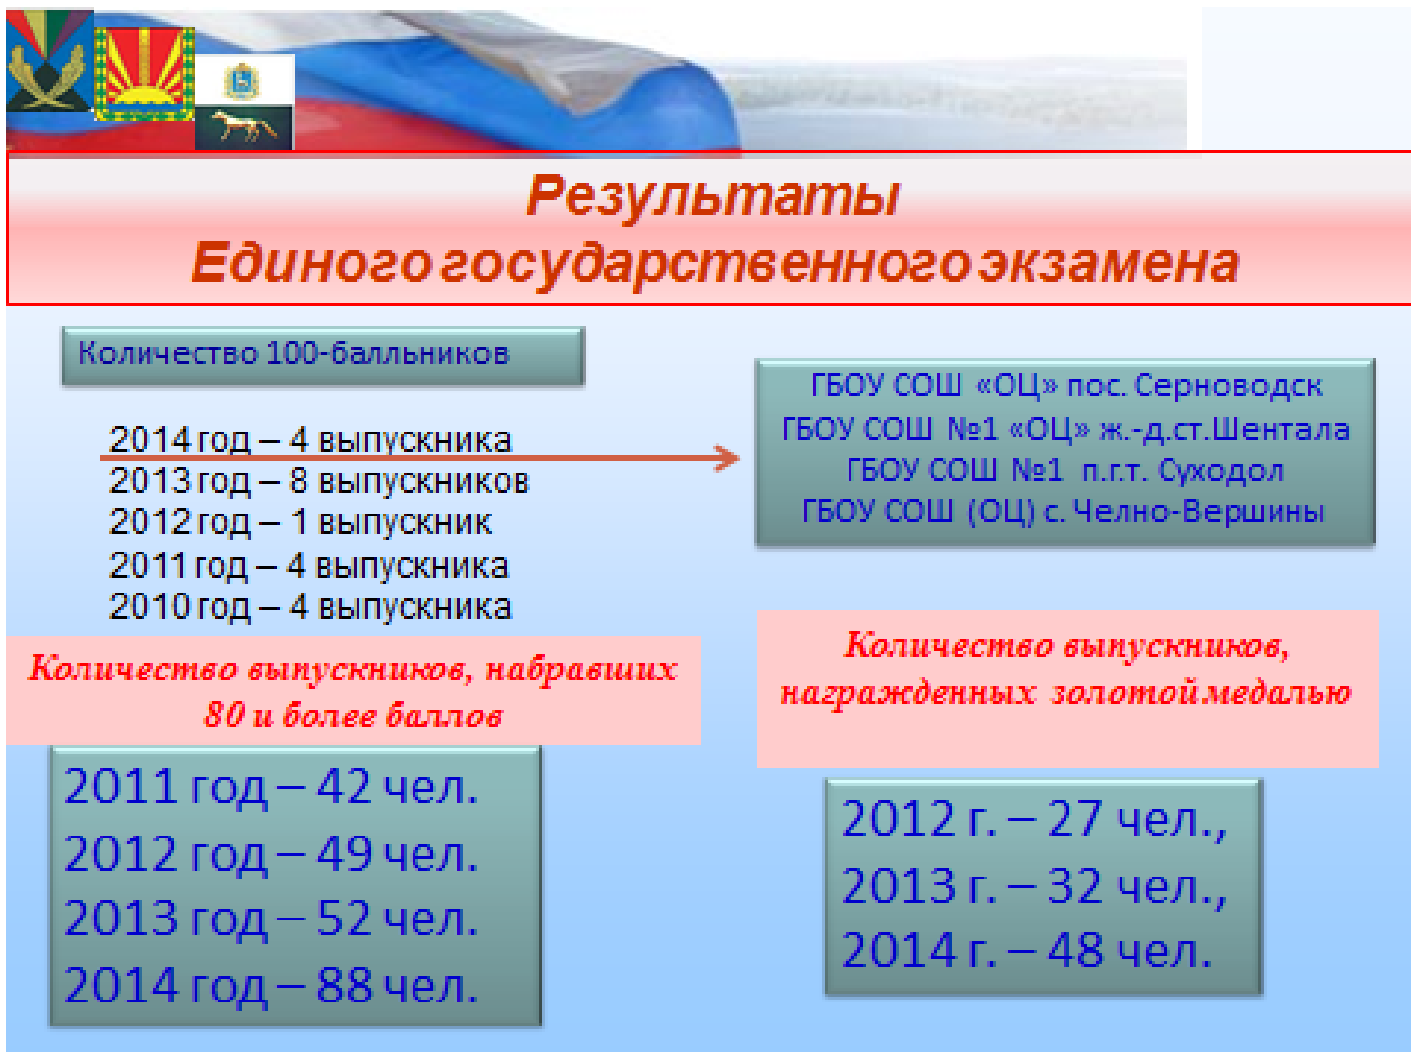 Результаты
Единого государственного экзамена
Количество 100-балльников
2014 год – 4 выпускника
2013 год – 8 выпускников
2012 год – 1 выпускник
2011 год – 4 выпускника
2010 год – 4 выпускника
ГБОУ СОШ «ОЦ» пос. Серноводск
ГБОУ СОШ №1 «ОЦ» ж.-д.ст.Шентала
ГБОУ СОШ №1 п.г.т. Суходол
ГБОУ СОШ (ОЦ) с. Челно-Вершины
Количество выпускников, набравших
80 и более баллов
2011 год – 42 чел.
2012 год – 49 чел.
2013 год – 52 чел.
2014 год – 88 чел.
Количество выпускников,
награжденных золотой медалью
2012 г. – 27 чел.,
2013 г. – 32 чел.,
2014 г. – 48 чел.